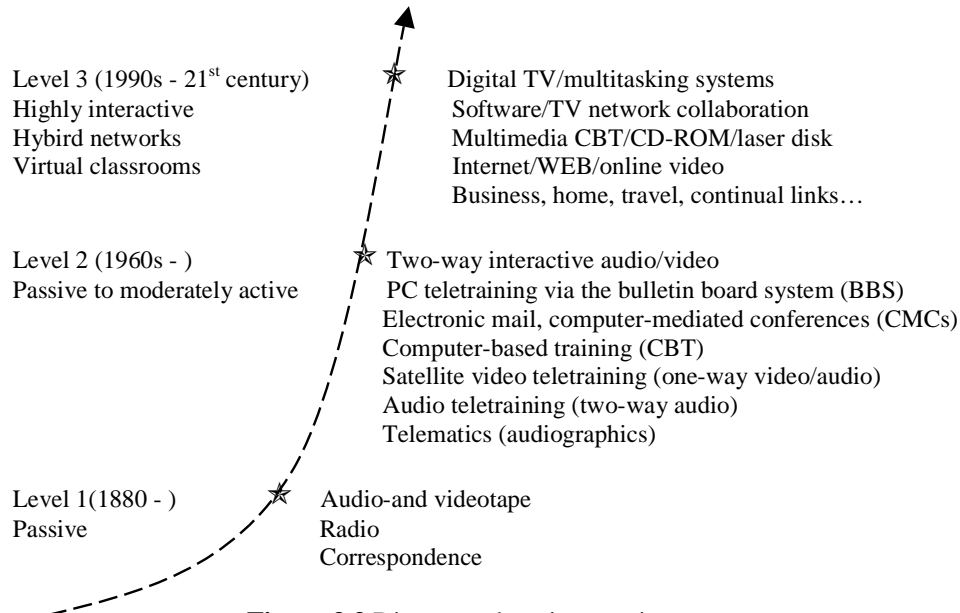 Level 3 (1990s - 21st century)
Highly interactive
Hybird networks
Virtual classrooms
Digital TV/multitasking systems
Software/TV network collaboration
Multimedia CBT/CD-ROM/laser disk
Internet/WEB/online video
Business, home, travel, continual links…
Level 2 (1960s - )
Passive to moderately active
Two-way interactive audio/video
PC teletraining via the bulletin board system (BBS)
Electronic mail, computer-mediated conferences (CMCs)
Computer-based training (CBT)
Satellite video teletraining (one-way video/audio)
Audio teletraining (two-way audio)
Telematics (audiographics)
Level 1(1880 - )
Passive
Audio-and videotape
Radio
Correspondence